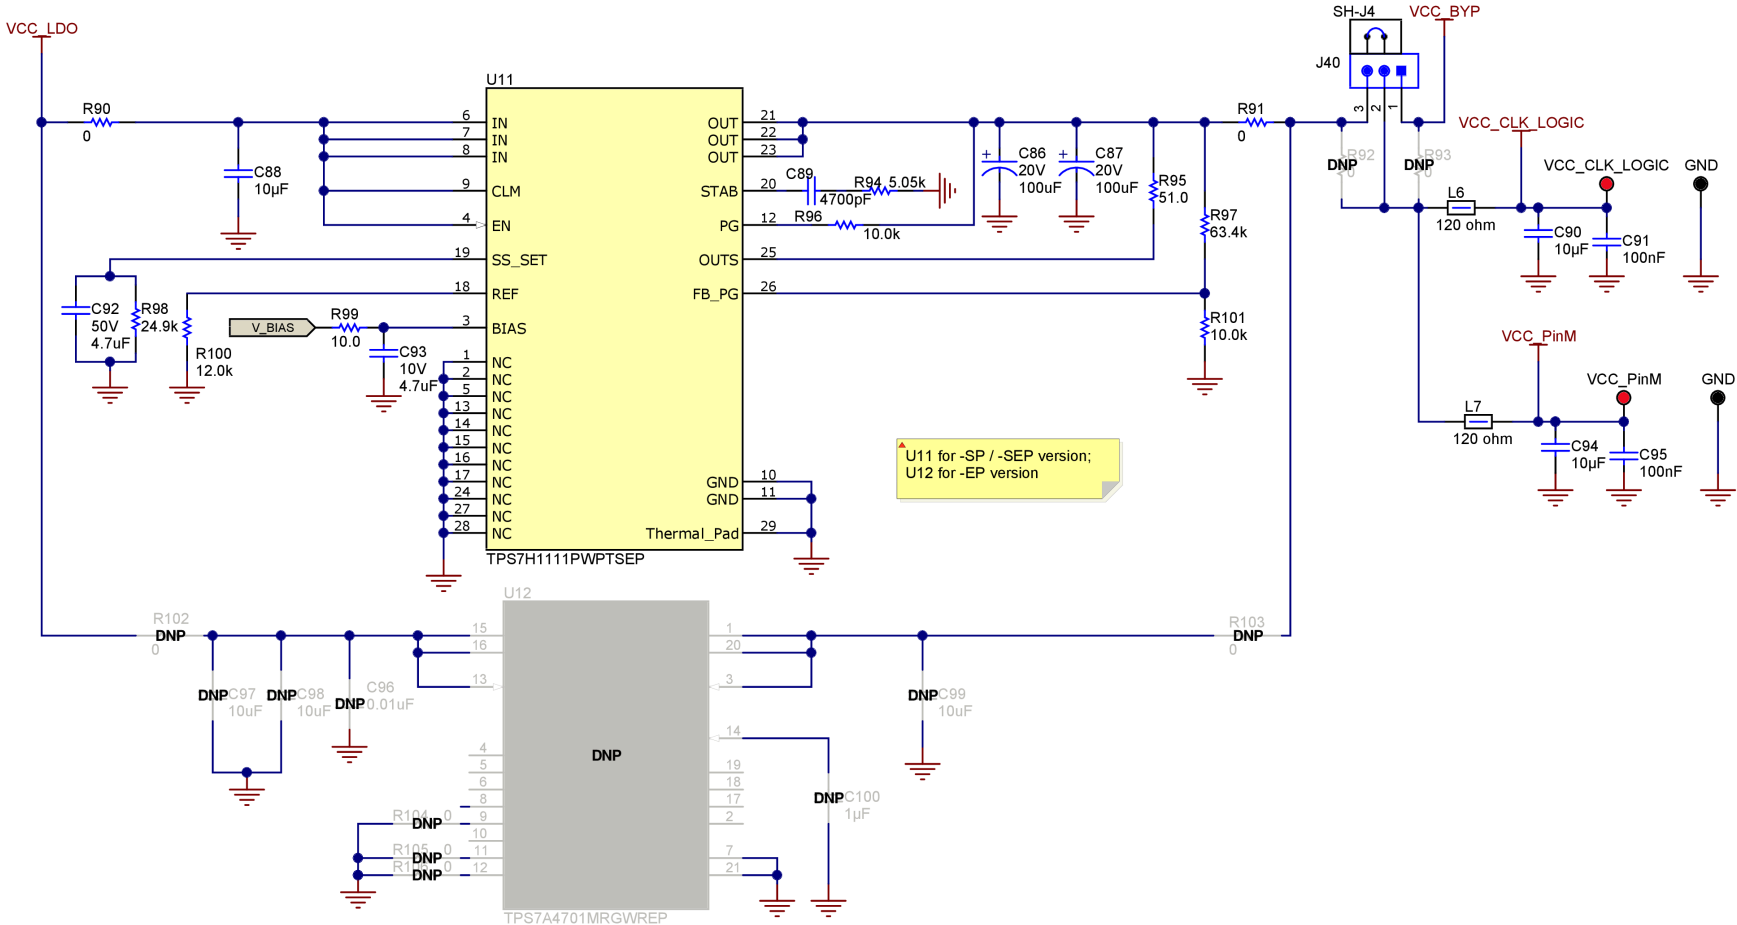 VCC_LDO
R90
0
C88
10µF
U11
6 IN
7 IN
8 IN
9 CLM
4 EN
19 SS_SET
18 REF
3 BIAS
1 NC
2 NC
5 NC
13 NC
14 NC
15 NC
16 NC
17 NC
24 NC
27 NC
28 NC
OUT 21
OUT 22
OUT 23
STAB 20
PG 12
OUTS 25
FB_PG 26
GND 10
GND 11
Thermal_Pad 29
TPS7H1111PWPTSEP
C92
50V
4.7uF
R98
24.9k
R100
12.0k
V_BIAS
R99
10.0
C93
10V
4.7uF
C89
4700pF
R94 5.05k
R96
10.0k
+
C86
20V
100uF
+
C87
20V
100uF
R95
51.0
R97
63.4k
R101
10.0k
R91
0
SH-J4
J40
3
2
1
VCC_BYP
R92
DNP
0
R93
DNP
0
VCC_CLK_LOGIC
VCC_CLK_LOGIC
GND
L6
120 ohm
C90
10µF
C91
100nF
VCC_PinM
VCC_PinM
GND
L7
120 ohm
C94
10µF
C95
100nF
U11 for -SP / -SEP version;
U12 for -EP version
R102
DNP
0
DNP C97
10uF
DNP C98
10uF
C96
DNP 0.01uF
U12
15
16
13
4
5
6
8
9
10
11
12
DNP
1
20
3
14
19
18
17
2
7
21
TPS7A4701MRGWREP
R104 0
DNP
R105 0
DNP
R106 0
DNP
DNP C99
10uF
DNP C100
1µF
R103
DNP
0